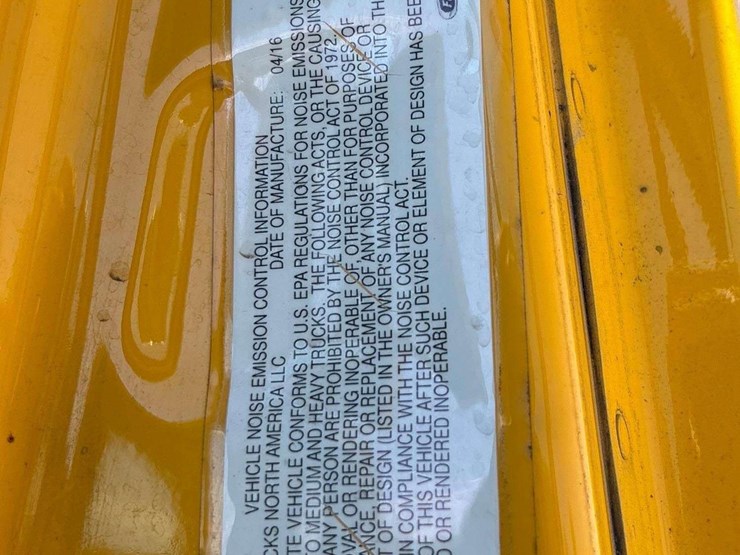 VEHICLE NOISE EMISSION CONTROL INFORMATION
CKS NORTH AMERICA LLC DATE OF MANUFACTURE: 04/16
TE VEHICLE CONFORMS TO U.S. EPA REGULATIONS FOR NOISE EMISSIONS
O MEDIUM AND HEAVY TRUCKS. THE FOLLOWING ACTS, OR THE CAUSING
ANY PERSON ARE PROHIBITED BY THE NOISE CONTROL ACT OF 1972.
VAL OR RENDERING INOPERABLE OF, OTHER THAN FOR PURPOSES OF
NCE, REPAIR, OR REPLACEMENT OF ANY NOISE CONTROL DEVICE OR
T OF DESIGN (LISTED IN THE OWNER'S MANUAL) INCORPORATED INTO TH
IN COMPLIANCE WITH THE NOISE CONTROL ACT.
OF THIS VEHICLE AFTER SUCH DEVICE OR ELEMENT OF DESIGN HAS BEE
D OR RENDERED INOPERABLE.